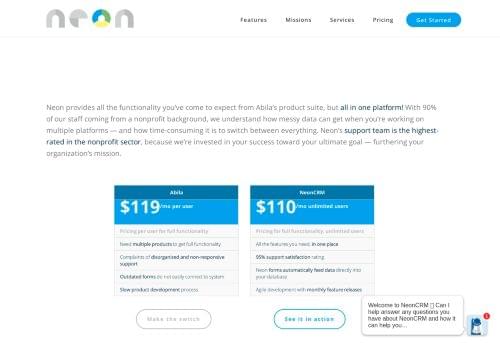 neon
Features Missions Services Pricing Get Started
Neon provides all the functionality you've come to expect from Abila's product suite, but all in one platform! With 90%
of our staff coming from a nonprofit background, we understand how messy data can get when you're working on
multiple platforms — and how time-consuming it is to switch between everything. Neon's support team is the highest-
rated in the nonprofit sector, because we're invested in your success toward your ultimate goal — furthering your
organization's mission.
Abila
$119/mo per user
Pricing per user for full functionality
Need multiple products to get full functionality
Complaints of disorganized and non-responsive
support
Outdated forms do not easily connect to system
Slow product development process
Make the switch
NeonCRM
$110/mo unlimited users
Pricing for full functionality, unlimited users
All the features you need, in one place
95% support satisfaction rating
Neon forms automatically feed data directly into
your database
Agile development with monthly feature releases
See it in action
Welcome to NeonCRM Can I
help answer any questions you
have about NeonCRM and how it
can help you...
1